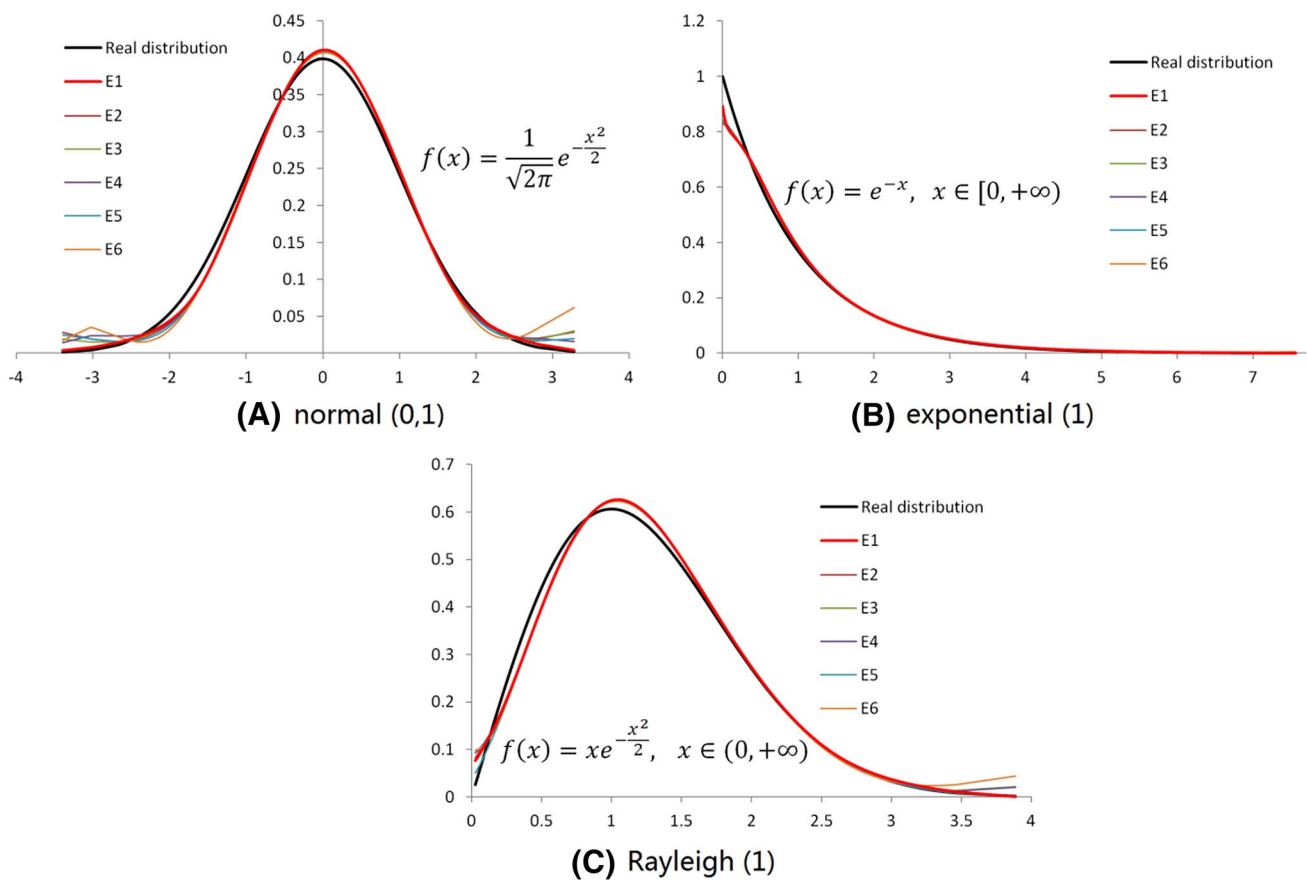 0.45
0.4
0.35
0.3
0.25
0.2
0.15
0.1
0.05
-4 -3 -2 -1 0 1 2 3 4
Real distribution
E1
E2
E3
E4
E5
E6
f(x) = 1/√2π e^-x²/2
(A) normal (0,1)
1.2
1
0.8
0.6
0.4
0.2
0
0 1 2 3 4 5 6 7
Real distribution
E1
E2
E3
E4
E5
E6
f(x) = e^-x, x ∈ [0, +∞)
(B) exponential (1)
0.7
0.6
0.5
0.4
0.3
0.2
0.1
0
0 0.5 1 1.5 2 2.5 3 3.5 4
Real distribution
E1
E2
E3
E4
E5
E6
f(x) = xe^-x²/2, x ∈ (0, +∞)
(C) Rayleigh (1)